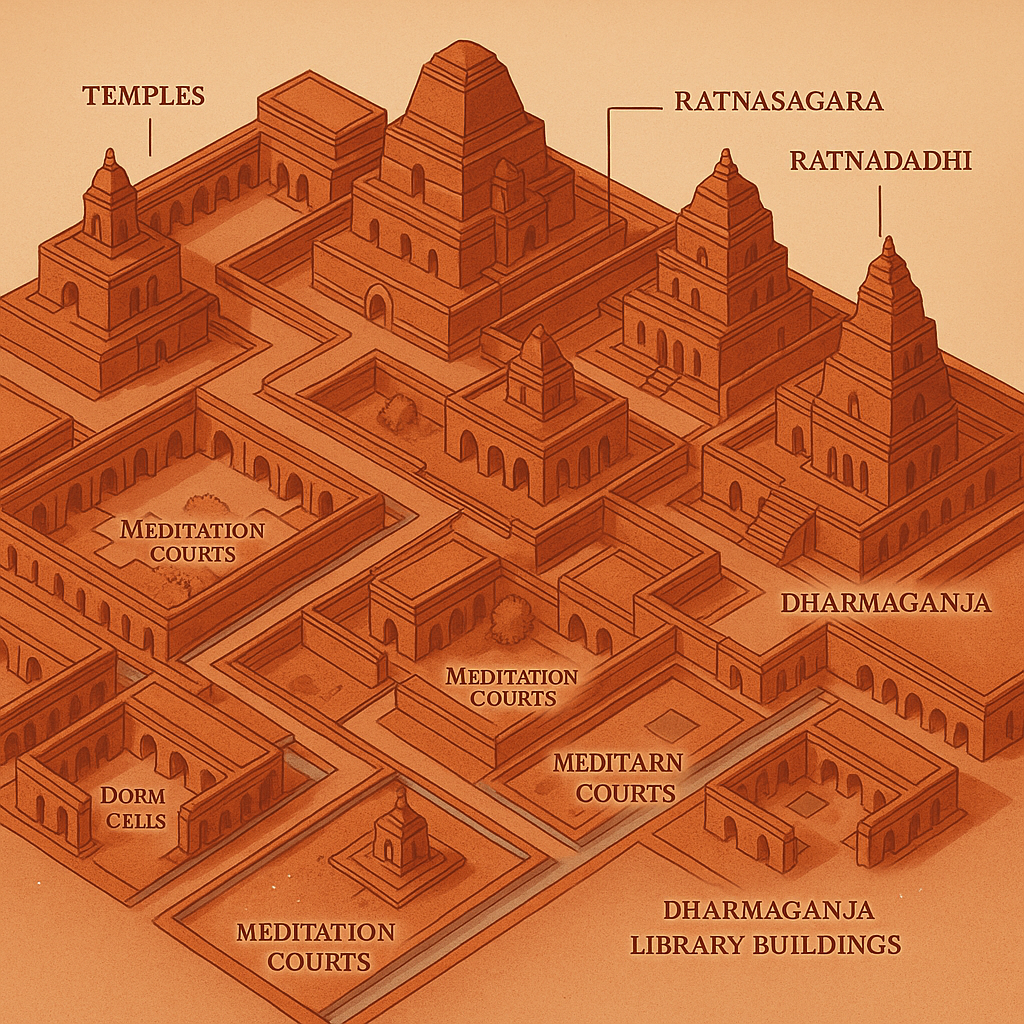 TEMPLES
RATNASAGARA
RATNADADHI
MEDITATION
COURTS
DHARMAGANJA
MEDITATION
COURTS
MEDITARN
COURTS
DORM
CELLS
DHARMAGANJA
LIBRARY BUILDINGS
MEDITATION
COURTS